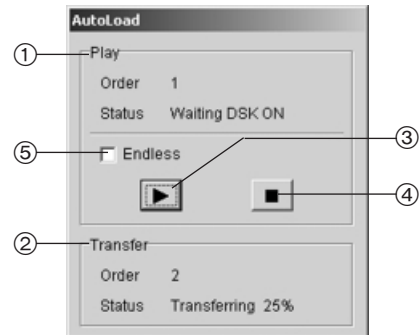 AutoLoad
① Play
Order 1
Status Waiting DSK ON
③
⑤ Endless
④
② Transfer
Order 2
Status Transferring 25%